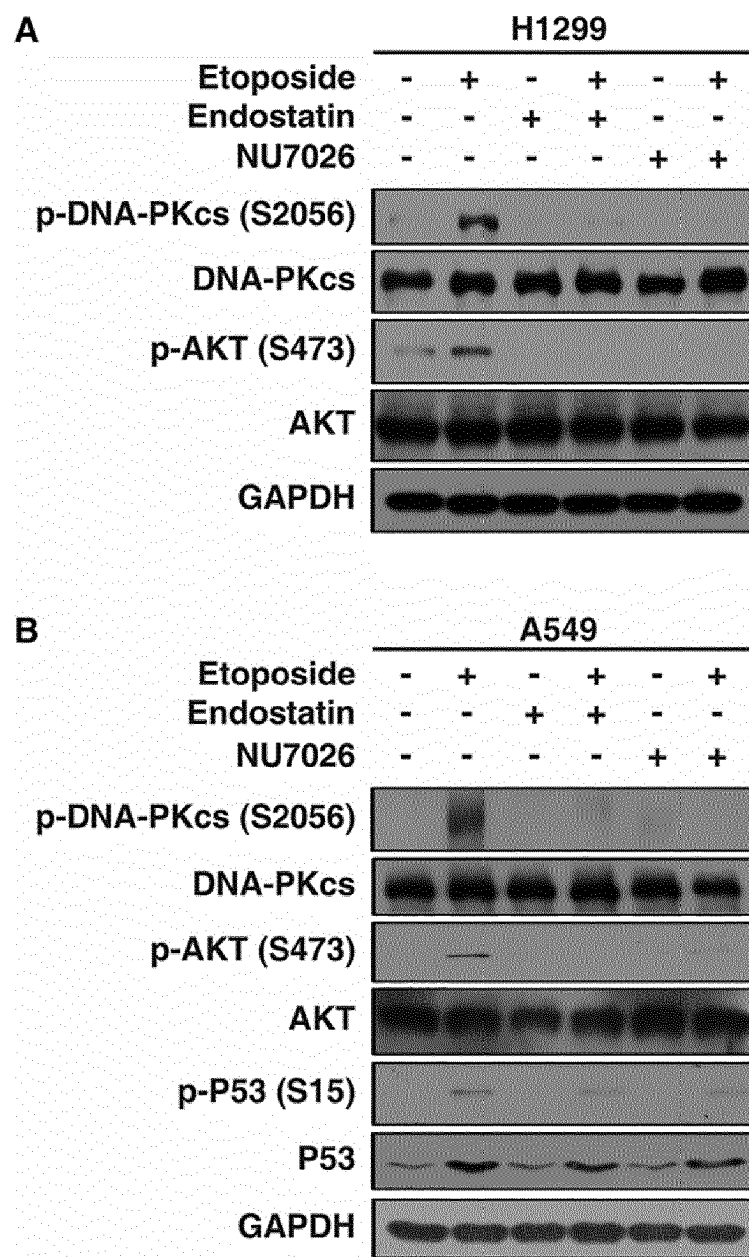 A
H1299
Etoposide - + - + - +
Endostatin - - + + - -
NU7026 - - - - + +
p-DNA-PKcs (S2056)
DNA-PKcs
p-AKT (S473)
AKT
GAPDH
B
A549
Etoposide - + - + - +
Endostatin - - + + - -
NU7026 - - - - + +
p-DNA-PKcs (S2056)
DNA-PKcs
p-AKT (S473)
AKT
p-P53 (S15)
P53
GAPDH